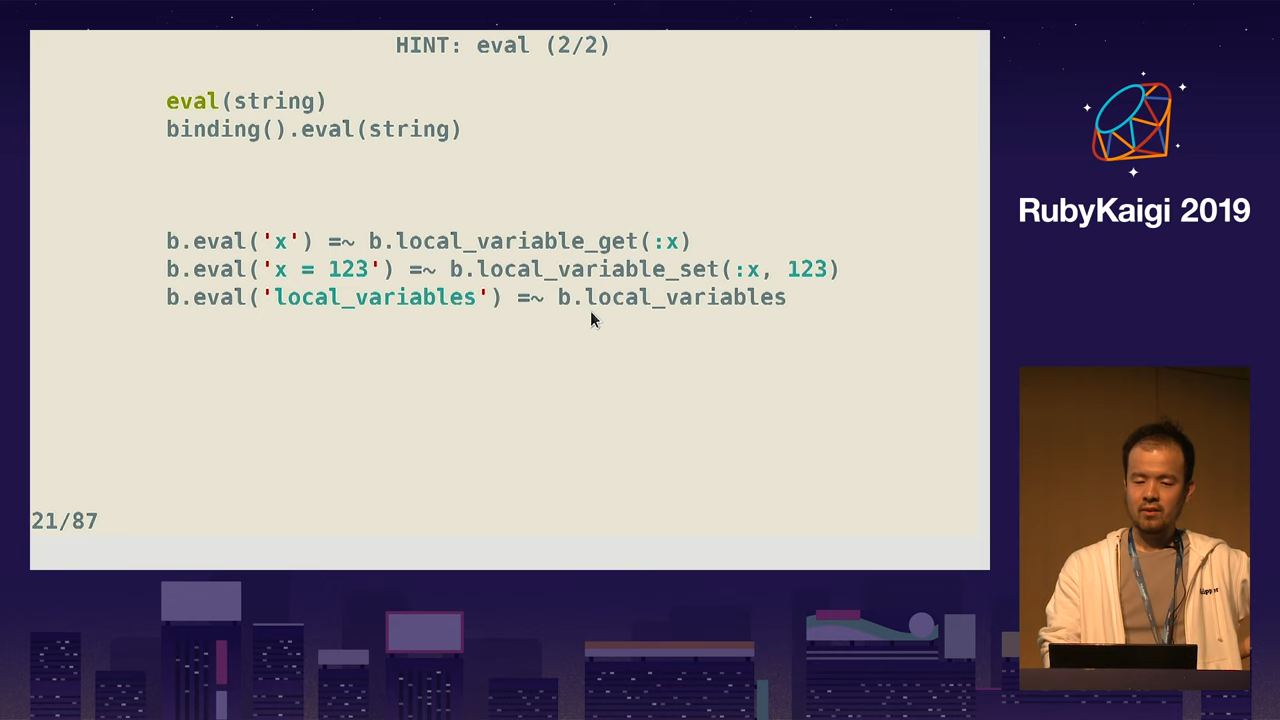 HINT: eval (2/2)
eval(string)
binding().eval(string)
b.eval('x') =~ b.local_variable_get(:x)
b.eval('x = 123') =~ b.local_variable_set(:x, 123)
b.eval('local_variables') =~ b.local_variables
21/87
RubyKaigi 2019